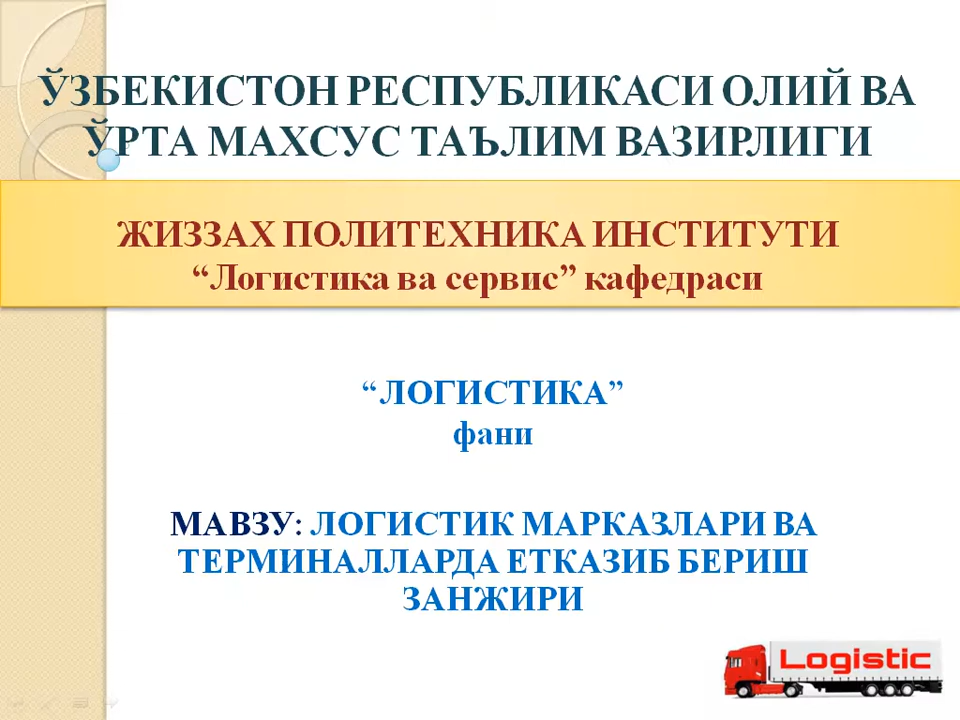 ЎЗБЕКИСТОН РЕСПУБЛИКАСИ ОЛИЙ ВА
ЎРТА МАХСУС ТАЪЛИМ ВАЗИРЛИГИ
ЖИЗЗАХ ПОЛИТЕХНИКА ИНСТИТУТИ
“Логистика ва сервис” кафедраси
“ЛОГИСТИКА”
фани
МАВЗУ: ЛОГИСТИК МАРКАЗЛАРИ ВА
ТЕРМИНАЛЛАРДА ЕТКАЗИБ БЕРИШ
ЗАНЖИРИ
Logistic